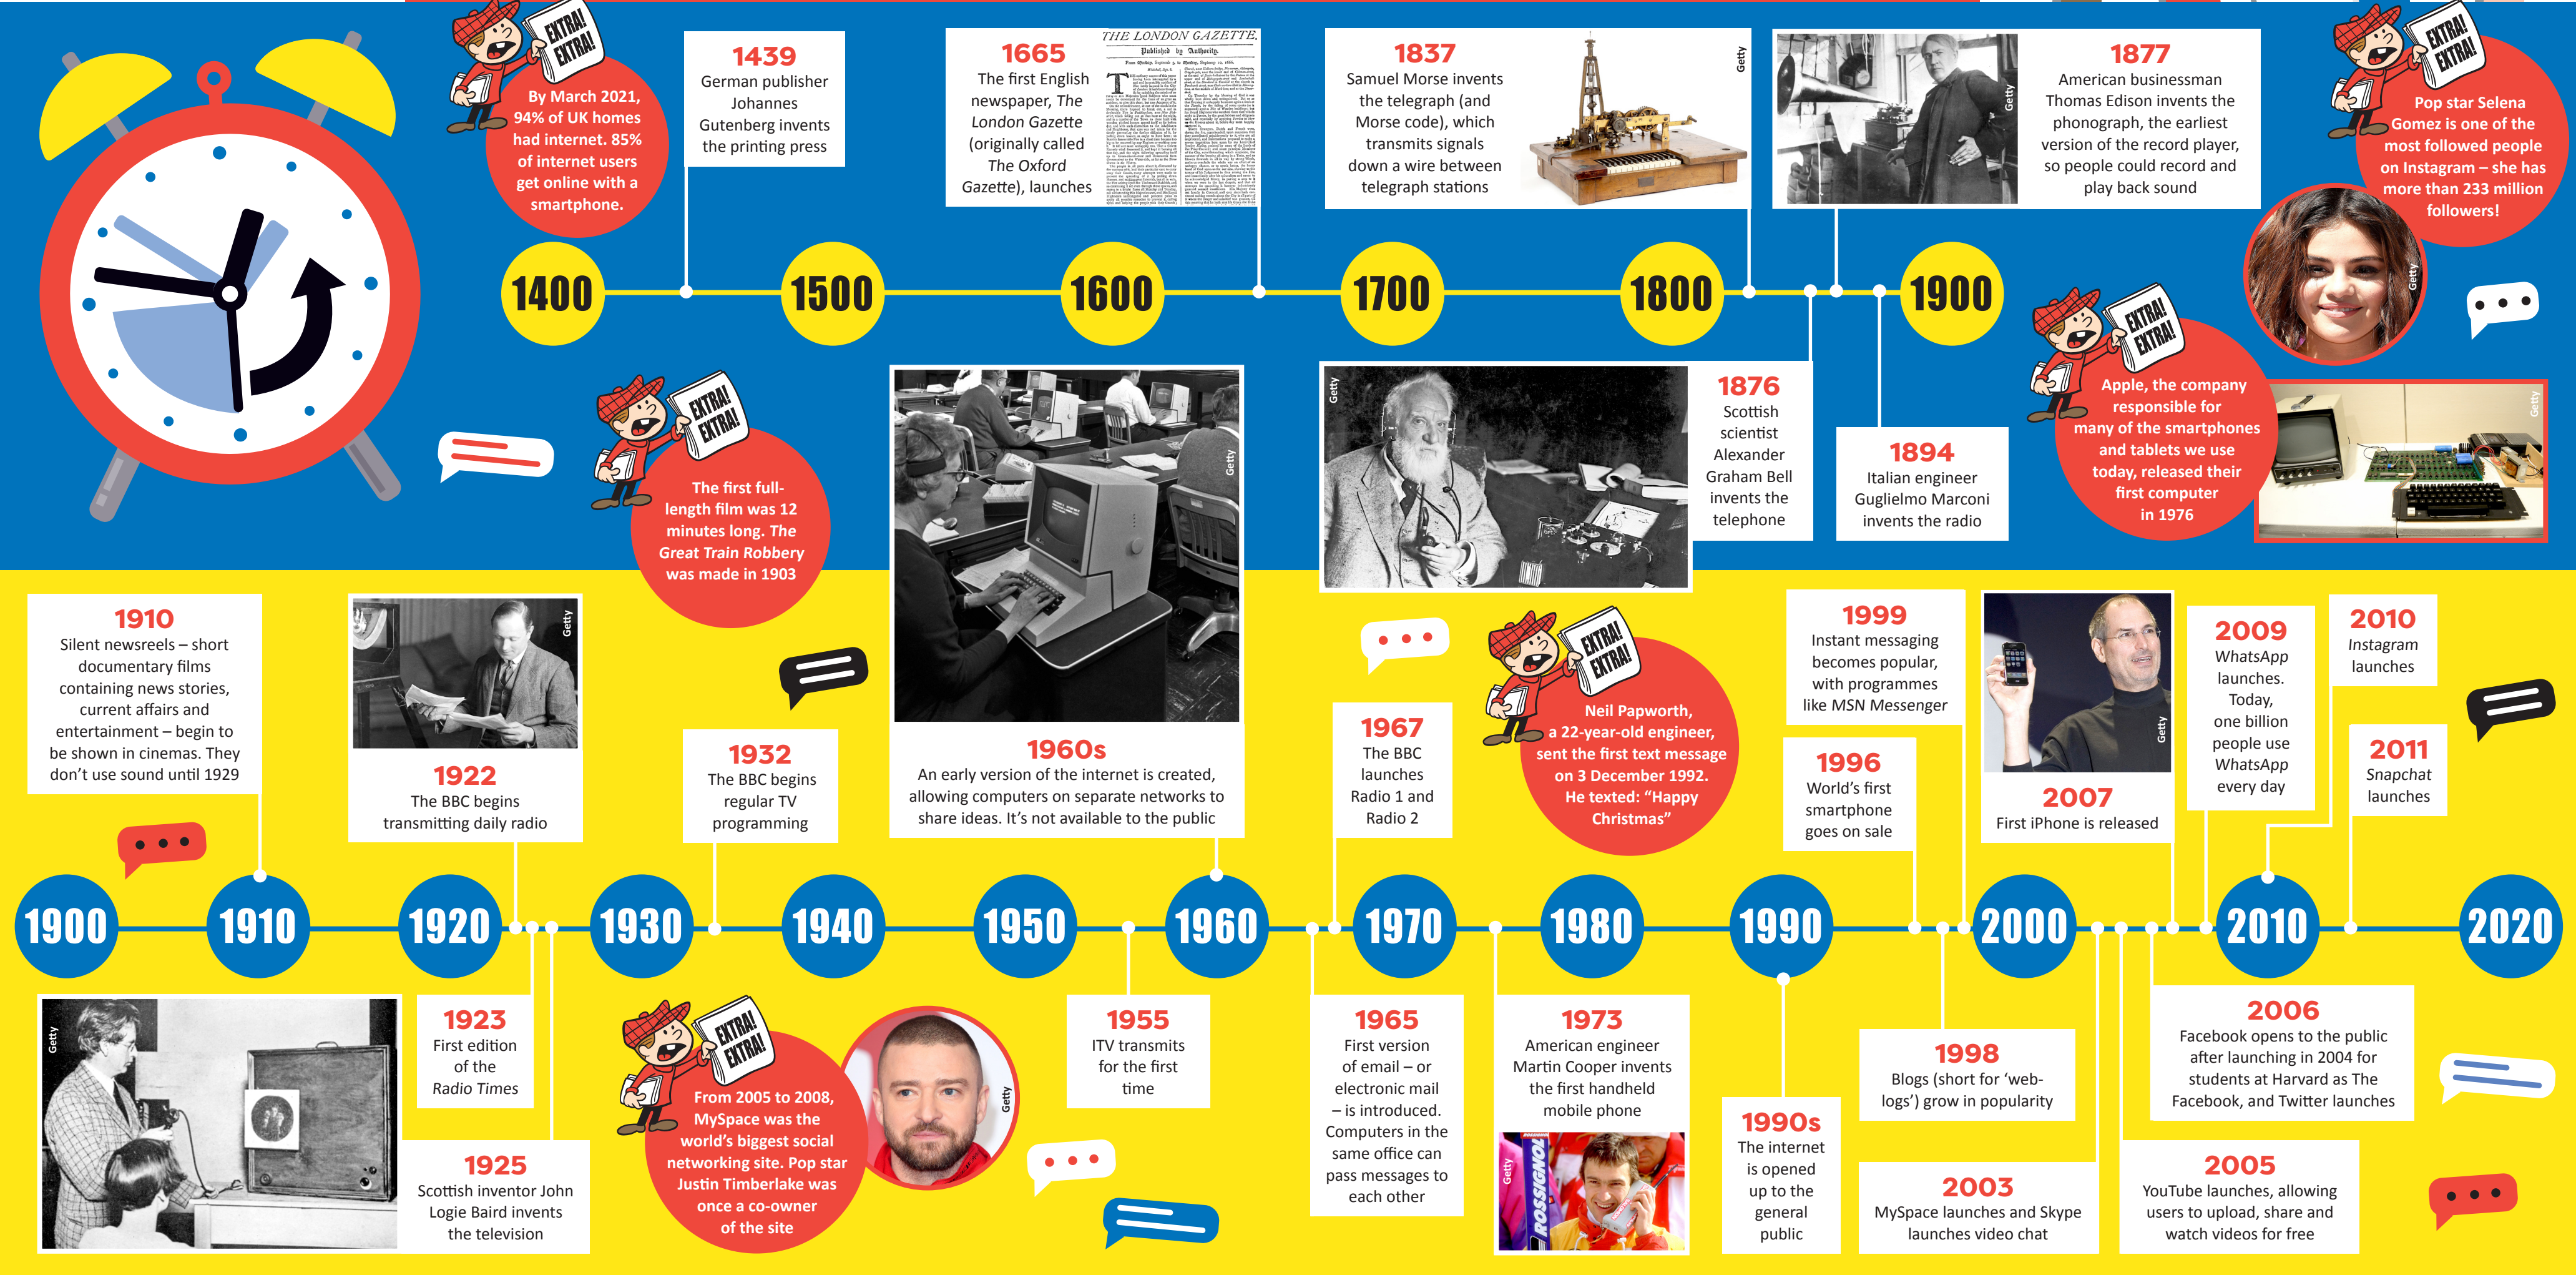 EXTRA!
EXTRA!
By March 2021,
94% of UK homes
had internet. 85%
of internet users
get online with a
smartphone.
1439
German publisher
Johannes
Gutenberg invents
the printing press
1665
The first English
newspaper, The
London Gazette
(originally called
The Oxford
Gazette), launches
THE LONDON GAZETTE.
Published by Authority.
1837
Samuel Morse invents
the telegraph (and
Morse code), which
transmits signals
down a wire between
telegraph stations
Getty
Getty
1877
American businessman
Thomas Edison invents the
phonograph, the earliest
version of the record player,
so people could record and
play back sound
EXTRA!
EXTRA!
Pop star Selena
Gomez is one of the
most followed people
on Instagram – she has
more than 233 million
followers!
Getty
1400
1500
1600
1700
1800
1900
EXTRA!
EXTRA!
The first full-
length film was 12
minutes long. The
Great Train Robbery
was made in 1903
Getty
Getty
1876
Scottish
scientist
Alexander
Graham Bell
invents the
telephone
1894
Italian engineer
Guglielmo Marconi
invents the radio
EXTRA!
EXTRA!
Apple, the company
responsible for
many of the smartphones
and tablets we use
today, released their
first computer
in 1976
Getty
1910
Silent newsreels – short
documentary films
containing news stories,
current affairs and
entertainment – begin to
be shown in cinemas. They
don't use sound until 1929
Getty
1922
The BBC begins
transmitting daily radio
1932
The BBC begins
regular TV
programming
1960s
An early version of the internet is created,
allowing computers on separate networks to
share ideas. It's not available to the public
1967
The BBC
launches
Radio 1 and
Radio 2
EXTRA!
EXTRA!
Neil Papworth,
a 22-year-old engineer,
sent the first text message
on 3 December 1992.
He texted: “Happy
Christmas”
1999
Instant messaging
becomes popular,
with programmes
like MSN Messenger
1996
World's first
smartphone
goes on sale
Getty
2007
First iPhone is released
2009
WhatsApp
launches.
Today,
one billion
people use
WhatsApp
every day
2010
Instagram
launches
2011
Snapchat
launches
1900
1910
1920
1930
1940
1950
1960
1970
1980
1990
2000
2010
2020
Getty
1923
First edition
of the
Radio Times
1925
Scottish inventor John
Logie Baird invents
the television
EXTRA!
EXTRA!
From 2005 to 2008,
MySpace was the
world's biggest social
networking site. Pop star
Justin Timberlake was
once a co-owner
of the site
Getty
1955
ITV transmits
for the first
time
1965
First version
of email – or
electronic mail
– is introduced.
Computers in the
same office can
pass messages to
each other
1973
American engineer
Martin Cooper invents
the first handheld
mobile phone
Getty
ROSSIGNOL
1990s
The internet
is opened
up to the
general
public
1998
Blogs (short for ‘web-
logs’) grow in popularity
2003
MySpace launches and Skype
launches video chat
2006
Facebook opens to the public
after launching in 2004 for
students at Harvard as The
Facebook, and Twitter launches
2005
YouTube launches, allowing
users to upload, share and
watch videos for free